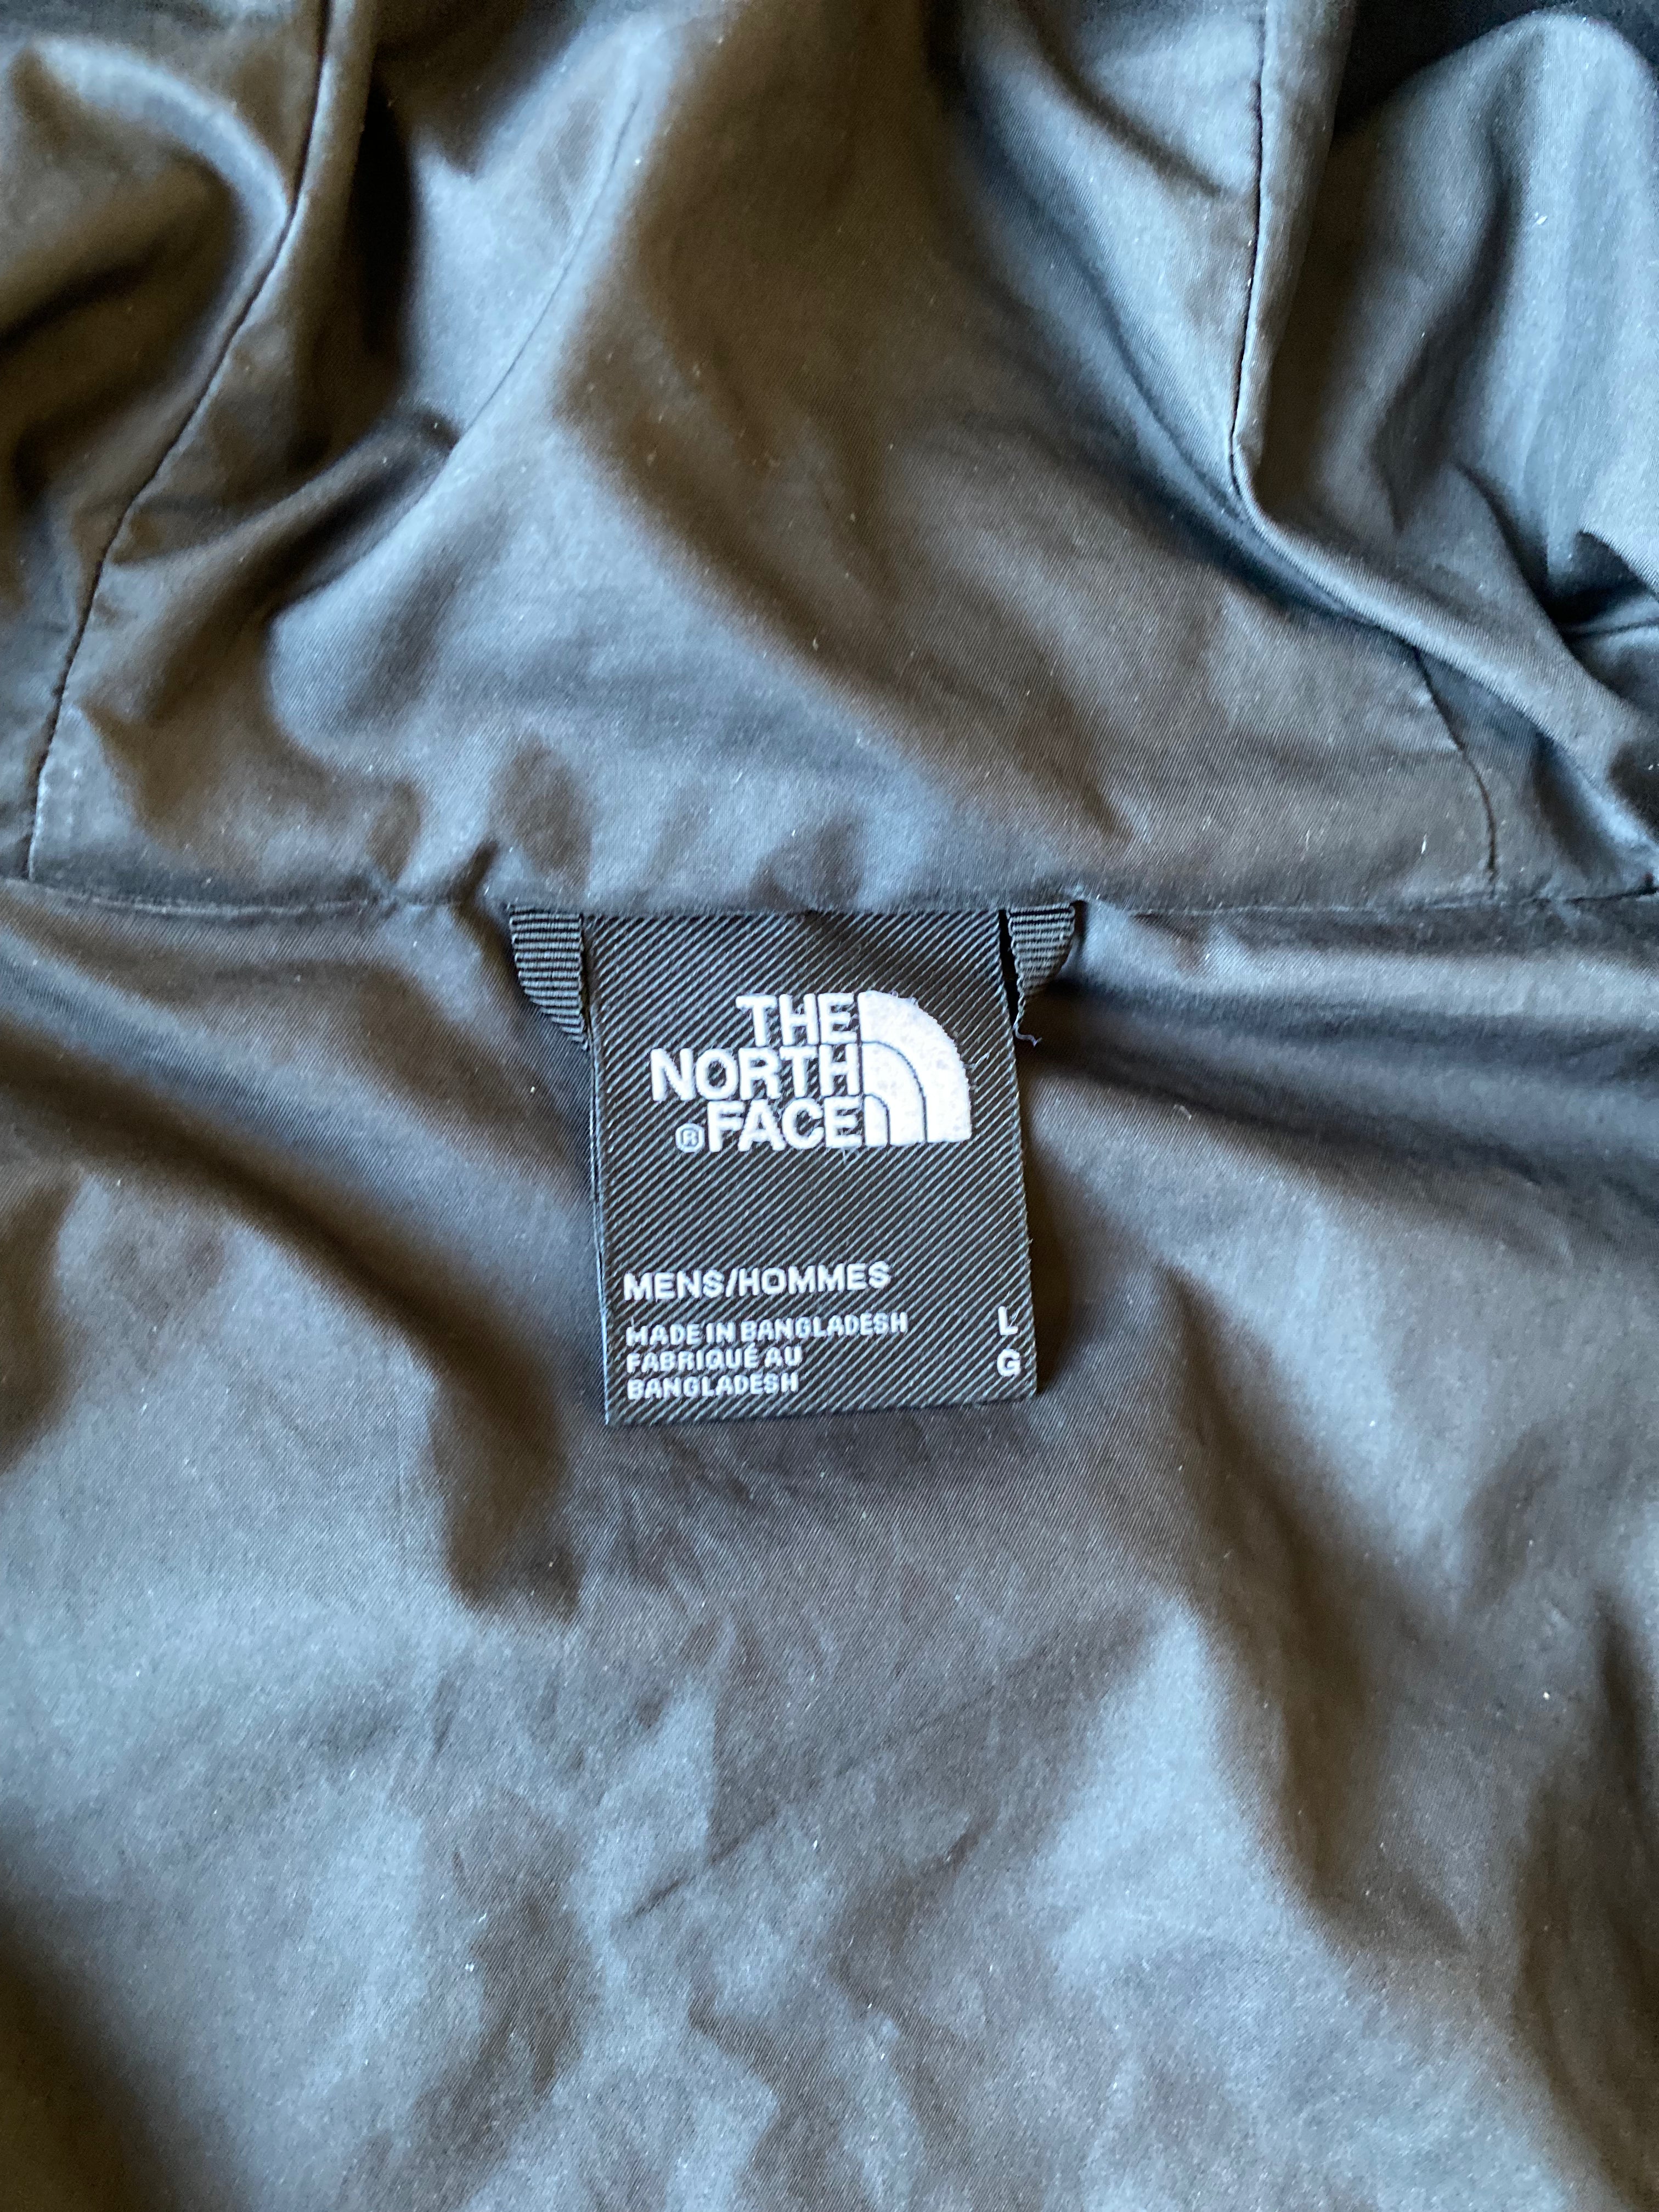 THE
NORTH
® FACE
MENS/HOMMES
MADE IN BANGLADESH L
FABRIQUÉ AU G
BANGLADESH